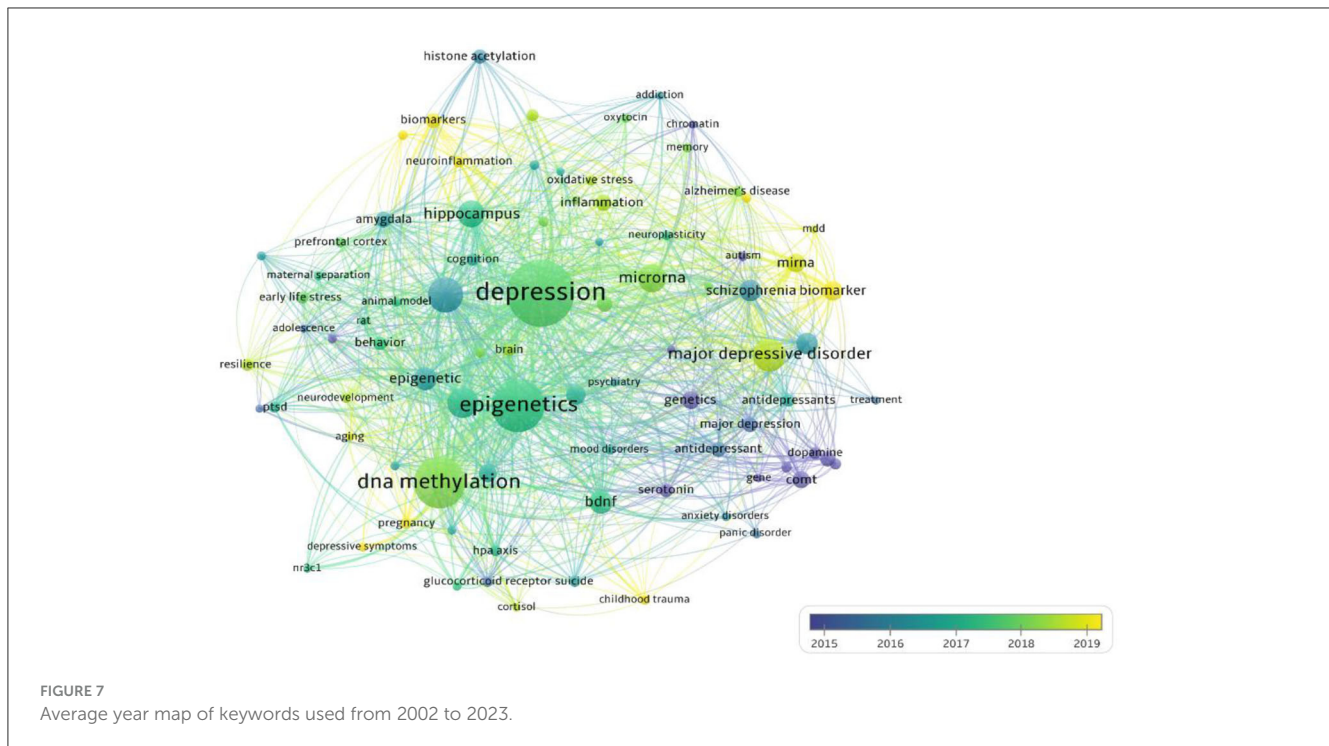 histone acetylation
addiction
biomarkers
oxytocin
chromatin
memory
neuroinflammation
oxidative stress
alzheimer's disease
inflammation
hippocampus
amygdala
mdd
neuroplasticity
prefrontal cortex
autism
mirna
cognition
maternal separation
microrna
depression
schizophrenia biomarker
early life stress
animal model
rat
adolescence
behavior
brain
major depressive disorder
resilience
epigenetic
psychiatry
neurodevelopment
genetics
antidepressants
treatment
ptsd
epigenetics
major depression
aging
mood disorders
antidepressant
dopamine
gene
comt
dna methylation
serotonin
bdnf
anxiety disorders
pregnancy
panic disorder
depressive symptoms
hpa axis
nr3c1
glucocorticoid receptor suicide
childhood trauma
cortisol
2015 2016 2017 2018 2019
FIGURE 7
Average year map of keywords used from 2002 to 2023.